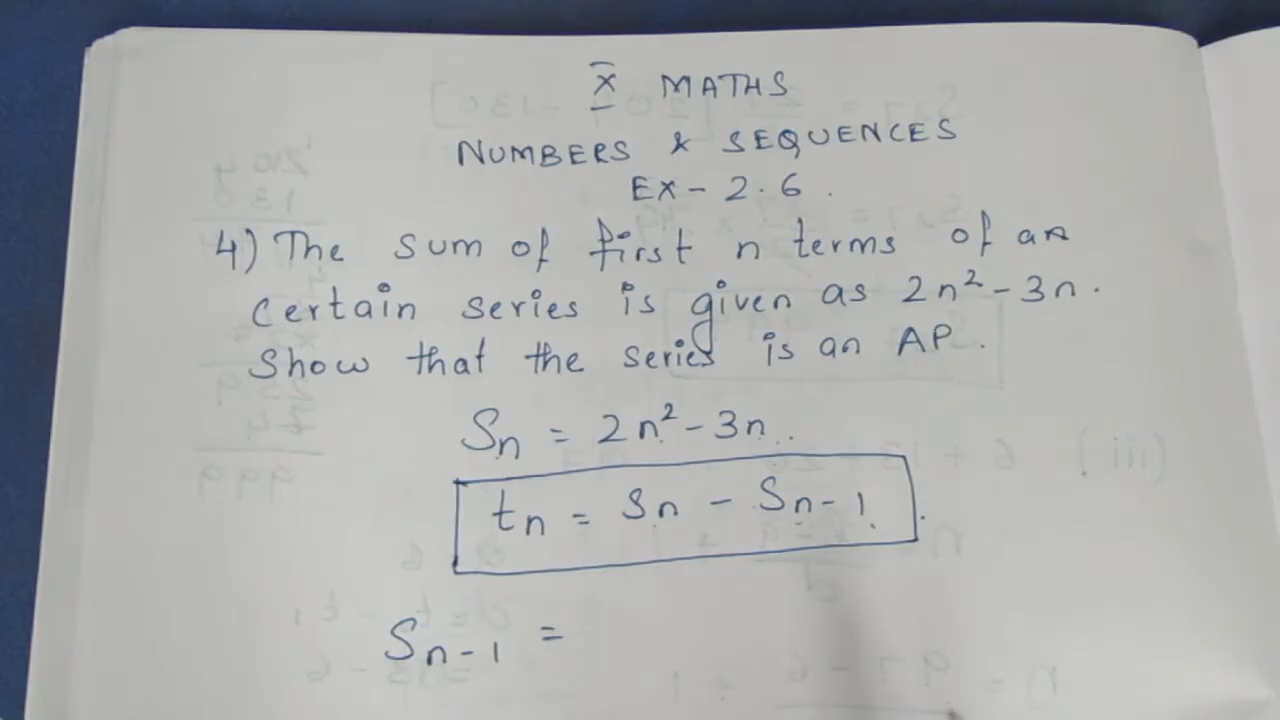 X MATHS
NUMBERS & SEQUENCES
EX - 2.6.
4) The sum of first n terms of an
certain series is given as 2n² - 3n.
Show that the series is an AP.
Sn = 2n² - 3n.
tn = Sn - Sn-1.
Sn-1 =